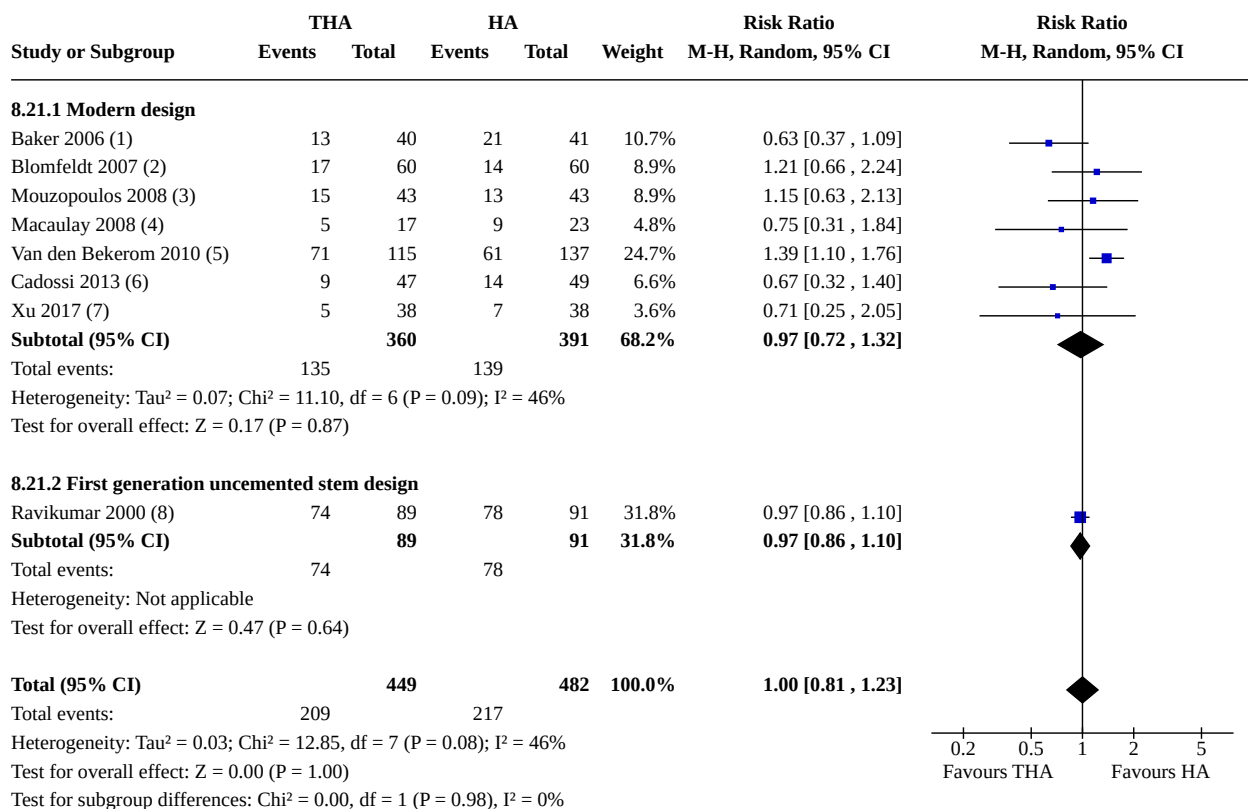 THA HA Risk Ratio Risk Ratio
Study or Subgroup Events Total Events Total Weight M-H, Random, 95% CI M-H, Random, 95% CI
8.21.1 Modern design
Baker 2006 (1) 13 40 21 41 10.7% 0.63 [0.37 , 1.09]
Blomfeldt 2007 (2) 17 60 14 60 8.9% 1.21 [0.66 , 2.24]
Mouzopoulos 2008 (3) 15 43 13 43 8.9% 1.15 [0.63 , 2.13]
Macaulay 2008 (4) 5 17 9 23 4.8% 0.75 [0.31 , 1.84]
Van den Bekerom 2010 (5) 71 115 61 137 24.7% 1.39 [1.10 , 1.76]
Cadossi 2013 (6) 9 47 14 49 6.6% 0.67 [0.32 , 1.40]
Xu 2017 (7) 5 38 7 38 3.6% 0.71 [0.25 , 2.05]
Subtotal (95% CI) 360 391 68.2% 0.97 [0.72 , 1.32]
Total events: 135 139
Heterogeneity: Tau² = 0.07; Chi² = 11.10, df = 6 (P = 0.09); I² = 46%
Test for overall effect: Z = 0.17 (P = 0.87)
8.21.2 First generation uncemented stem design
Ravikumar 2000 (8) 74 89 78 91 31.8% 0.97 [0.86 , 1.10]
Subtotal (95% CI) 89 91 31.8% 0.97 [0.86 , 1.10]
Total events: 74 78
Heterogeneity: Not applicable
Test for overall effect: Z = 0.47 (P = 0.64)
Total (95% CI) 449 482 100.0% 1.00 [0.81 , 1.23]
Total events: 209 217
Heterogeneity: Tau² = 0.03; Chi² = 12.85, df = 7 (P = 0.08); I² = 46%
Test for overall effect: Z = 0.00 (P = 1.00)
Test for subgroup differences: Chi² = 0.00, df = 1 (P = 0.98), I² = 0%
0.2 0.5 1 2 5
Favours THA Favours HA